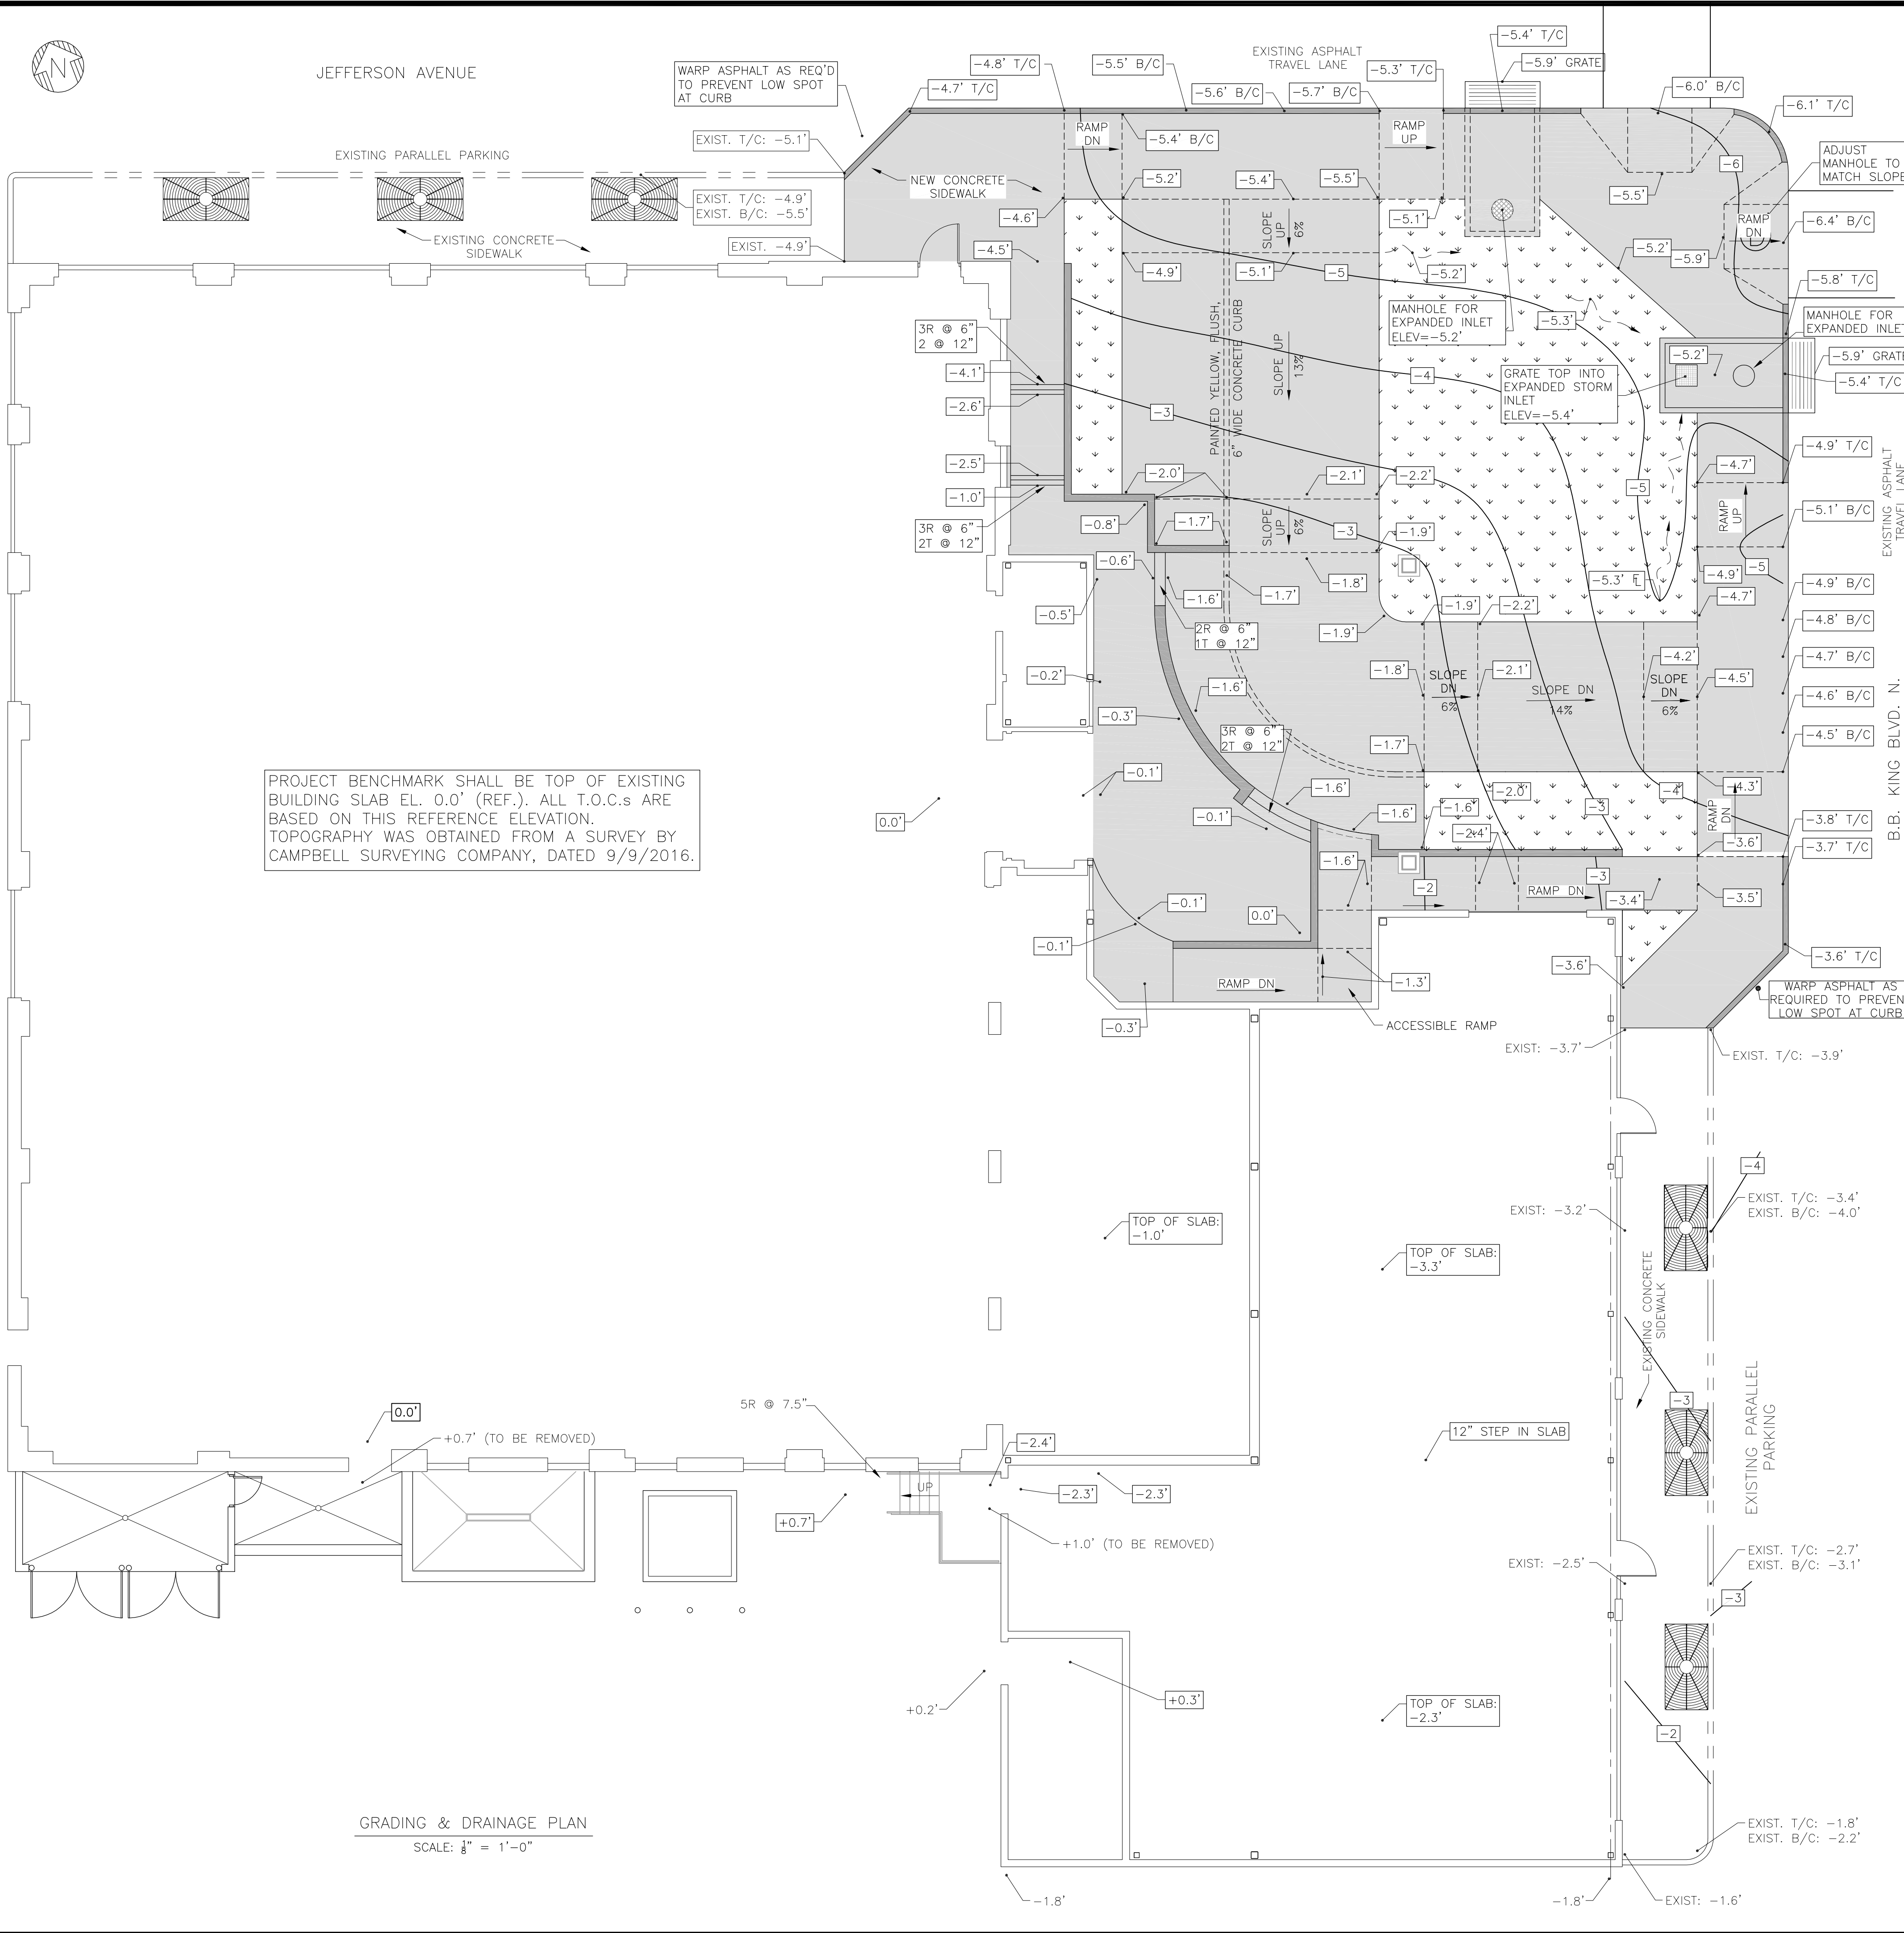 N
JEFFERSON AVENUE
WARP ASPHALT AS REQ'D
TO PREVENT LOW SPOT
AT CURB
-4.7' T/C
-4.8' T/C
-5.5' B/C
EXISTING ASPHALT
TRAVEL LANE
-5.6' B/C
-5.7' B/C
-5.3' T/C
-5.4' T/C
-5.9' GRATE
-6.0' B/C
-6.1' T/C
EXIST. T/C: -5.1'
EXISTING PARALLEL PARKING
EXIST. T/C: -4.9'
EXIST. B/C: -5.5'
EXISTING CONCRETE
SIDEWALK
EXIST. -4.9'
NEW CONCRETE
SIDEWALK
RAMP
DN
-5.4' B/C
RAMP
UP
-6
ADJUST
MANHOLE TO
MATCH SLOPE
-5.2'
-5.4'
-5.5'
-5.5'
-4.6'
-5.1'
SLOPE
UP
6%
RAMP
DN
-6.4' B/C
-4.5'
-5.2'
-5.9'
-4.9'
-5.1'
-5
-5.2'
-5.8' T/C
MANHOLE FOR
EXPANDED INLET
ELEV=-5.2'
-5.3'
MANHOLE FOR
EXPANDED INLET
3R @ 6"
2 @ 12"
PAINTED YELLOW, FLUSH,
6" WIDE CONCRETE CURB
SLOPE UP
13%
-5.2'
-5.9' GRATE
-4.1'
-4
GRATE TOP INTO
EXPANDED STORM
INLET
ELEV=-5.4'
-5.4' T/C
-2.6'
-3
-4.9' T/C
EXISTING ASPHALT
TRAVEL LANE
-2.5'
-2.0'
-2.1'
-2.2'
-4.7'
-5
-1.0'
RAMP
UP
-5.1' B/C
3R @ 6"
2T @ 12"
-0.8'
-1.7'
SLOPE
UP
6%
-3
-1.9'
-0.6'
-1.8'
-5
-5.3' FL
-4.9'
-4.9' B/C
-1.6'
-1.7'
-4.7'
-0.5'
-1.9'
-2.2'
-4.8' B/C
2R @ 6"
1T @ 12"
-1.9'
-4.2'
-4.7' B/C
-0.2'
-1.6'
-1.8'
SLOPE
DN
6%
-2.1'
SLOPE DN
14%
SLOPE
DN
6%
-4.5'
-4.6' B/C
-0.3'
3R @ 6"
2T @ 12"
-1.7'
-4.5' B/C
B.B. KING BLVD. N.
PROJECT BENCHMARK SHALL BE TOP OF EXISTING
BUILDING SLAB EL. 0.0' (REF.). ALL T.O.C.s ARE
BASED ON THIS REFERENCE ELEVATION.
TOPOGRAPHY WAS OBTAINED FROM A SURVEY BY
CAMPBELL SURVEYING COMPANY, DATED 9/9/2016.
-0.1'
0.0'
-1.6'
-2.0'
-4
-4.3'
-0.1'
-1.6'
-1.6'
-3
RAMP
DN
-3.8' T/C
-2.4'
-3.6'
-3.7' T/C
-1.6'
-2
-3
RAMP DN
-3.4'
-3.5'
-0.1'
0.0'
-0.1'
-3.6' T/C
-3.6'
RAMP DN
-1.3'
WARP ASPHALT AS
REQUIRED TO PREVENT
LOW SPOT AT CURB
-0.3'
ACCESSIBLE RAMP
EXIST: -3.7'
EXIST. T/C: -3.9'
-4
EXIST. T/C: -3.4'
EXIST. B/C: -4.0'
EXIST: -3.2'
TOP OF SLAB:
-1.0'
TOP OF SLAB:
-3.3'
EXISTING CONCRETE
SIDEWALK
EXISTING PARALLEL
PARKING
-3
0.0'
5R @ 7.5"
+0.7' (TO BE REMOVED)
-2.4'
12" STEP IN SLAB
UP
-2.3'
-2.3'
+0.7'
+1.0' (TO BE REMOVED)
EXIST: -2.5'
EXIST. T/C: -2.7'
EXIST. B/C: -3.1'
-3
+0.2'
+0.3'
TOP OF SLAB:
-2.3'
-2
GRADING & DRAINAGE PLAN
SCALE: 1/8" = 1'-0"
EXIST. T/C: -1.8'
EXIST. B/C: -2.2'
-1.8'
-1.8'
EXIST: -1.6'